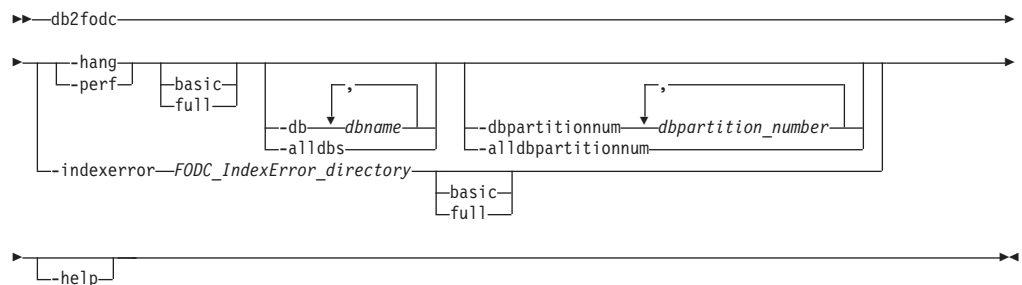 db2fodc
-hang
-perf
basic
full
,
-db dbname
-alldbs
,
-dbpartitionnum dbpartition_number
-alldbpartitionnum
-indexerror FODC_IndexError_directory
basic
full
-help